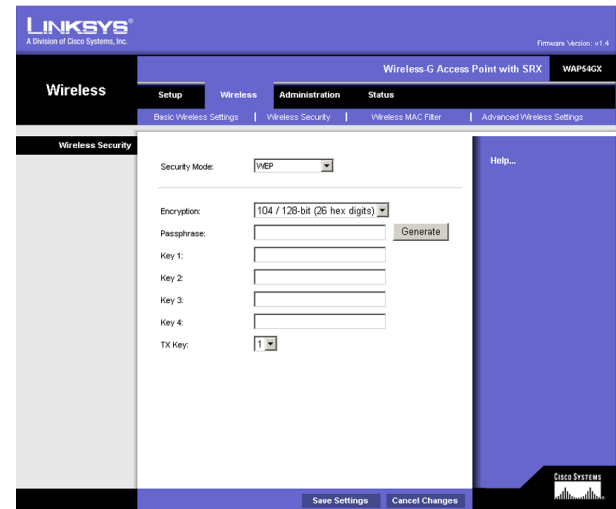 LINKSYS®
A Division of Cisco Systems, Inc.
Firmware Version: v1.4
Wireless-G Access Point with SRX WAP54GX
Wireless
Setup Wireless Administration Status
Basic Wireless Settings | Wireless Security | Wireless MAC Filter | Advanced Wireless Settings
Wireless Security
Help...
Security Mode: WEP
Encryption: 104 / 128-bit (26 hex digits)
Passphrase: Generate
Key 1:
Key 2:
Key 3:
Key 4:
TX Key: 1
Save Settings Cancel Changes
CISCO SYSTEMS